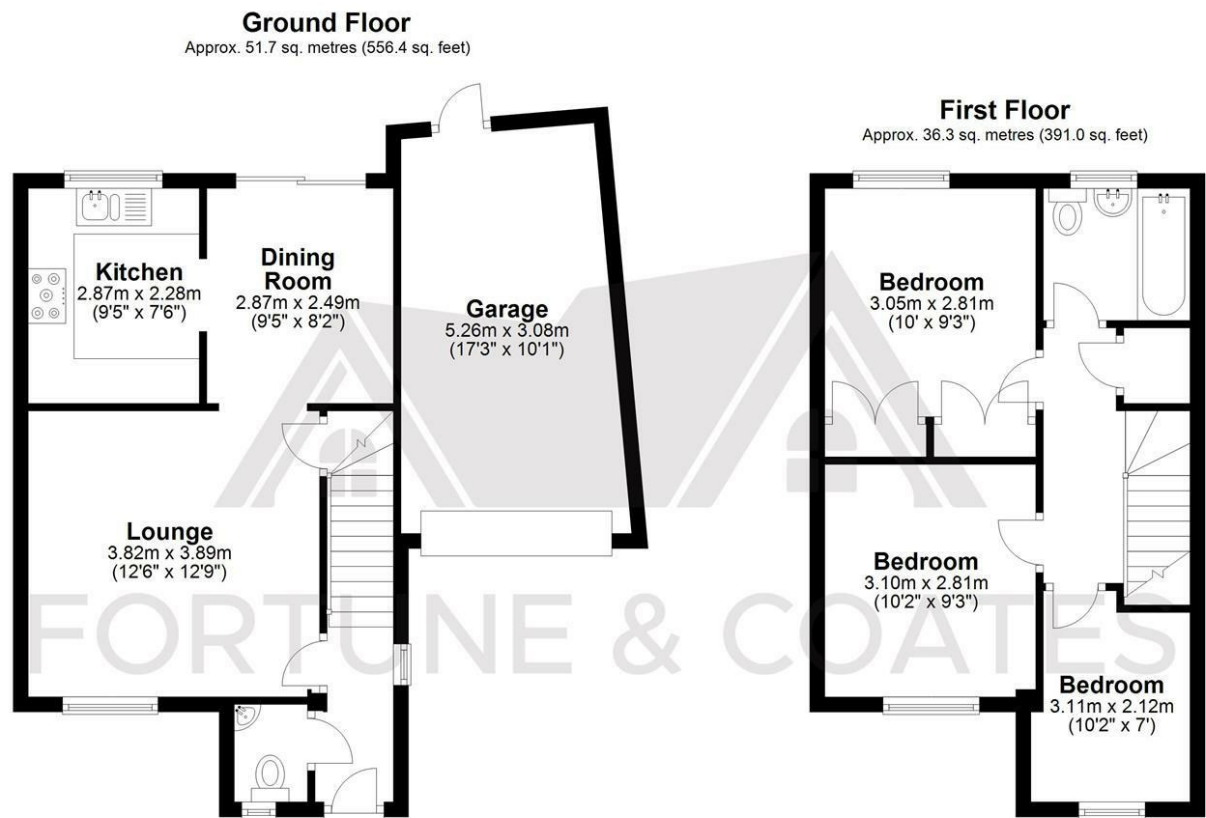 Ground Floor
Approx. 51.7 sq. metres (556.4 sq. feet)
First Floor
Approx. 36.3 sq. metres (391.0 sq. feet)
Kitchen
2.87m x 2.28m
(9'5" x 7'6")
Dining
Room
2.87m x 2.49m
(9'5" x 8'2")
Garage
5.26m x 3.08m
(17'3" x 10'1")
Bedroom
3.05m x 2.81m
(10' x 9'3")
Lounge
3.82m x 3.89m
(12'6" x 12'9")
Bedroom
3.10m x 2.81m
(10'2" x 9'3")
Bedroom
3.11m x 2.12m
(10'2" x 7')
FORTUNE & COATES